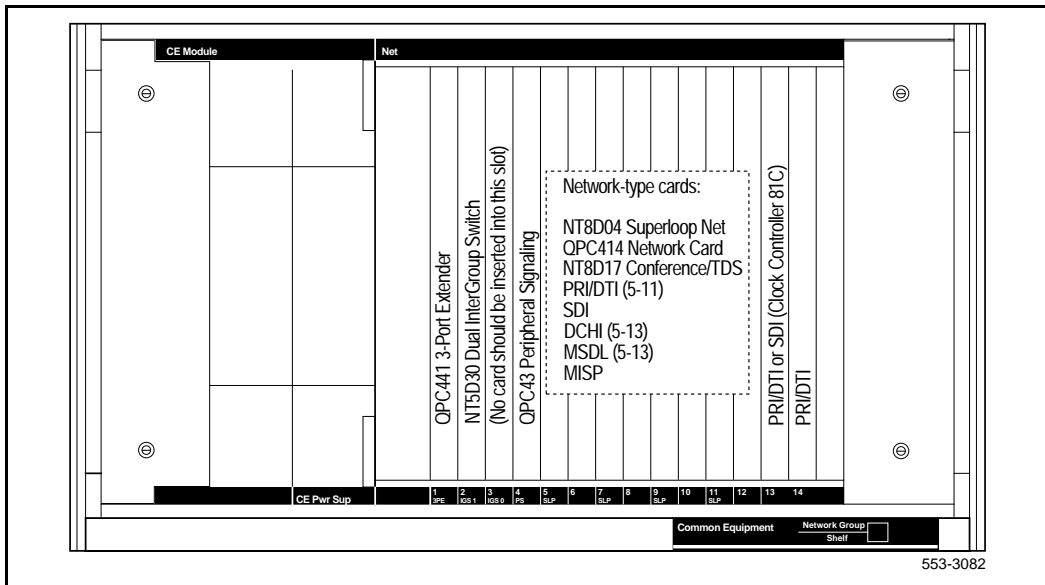 CE Module
Net
QPC441 3-Port Extender
NT5D30 Dual InterGroup Switch
(No card should be inserted into this slot)
QPC43 Peripheral Signaling
Network-type cards:
NT8D04 Superloop Net
QPC414 Network Card
NT8D17 Conference/TDS
PRI/DTI (5-11)
SDI
DCHI (5-13)
MSDL (5-13)
MISP
PRI/DTI or SDI (Clock Controller 81C)
PRI/DTI
CE Pwr Sup
1 3PE
2 IGS 1
3 IGS 0
4 PS
5 SLP
6
7 SLP
8
9 SLP
10
11 SLP
12
13
14
Common Equipment
Network Group
Shelf
553-3082